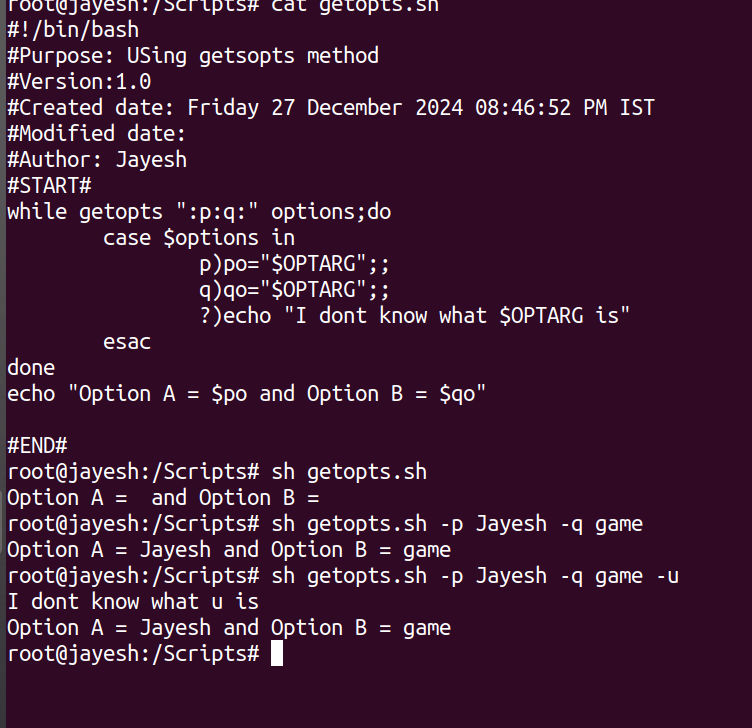 root@jayesh:/Scripts# cat getopts.sh
#!/bin/bash
#Purpose: USing getsopts method
#Version:1.0
#Created date: Friday 27 December 2024 08:46:52 PM IST
#Modified date:
#Author: Jayesh
#START#
while getopts ":p:q:" options;do
        case $options in
                p)po="$OPTARG";;
                q)qo="$OPTARG";;
                ?)echo "I dont know what $OPTARG is"
        esac
done
echo "Option A = $po and Option B = $qo"

#END#
root@jayesh:/Scripts# sh getopts.sh
Option A =  and Option B =
root@jayesh:/Scripts# sh getopts.sh -p Jayesh -q game
Option A = Jayesh and Option B = game
root@jayesh:/Scripts# sh getopts.sh -p Jayesh -q game -u
I dont know what u is
Option A = Jayesh and Option B = game
root@jayesh:/Scripts#